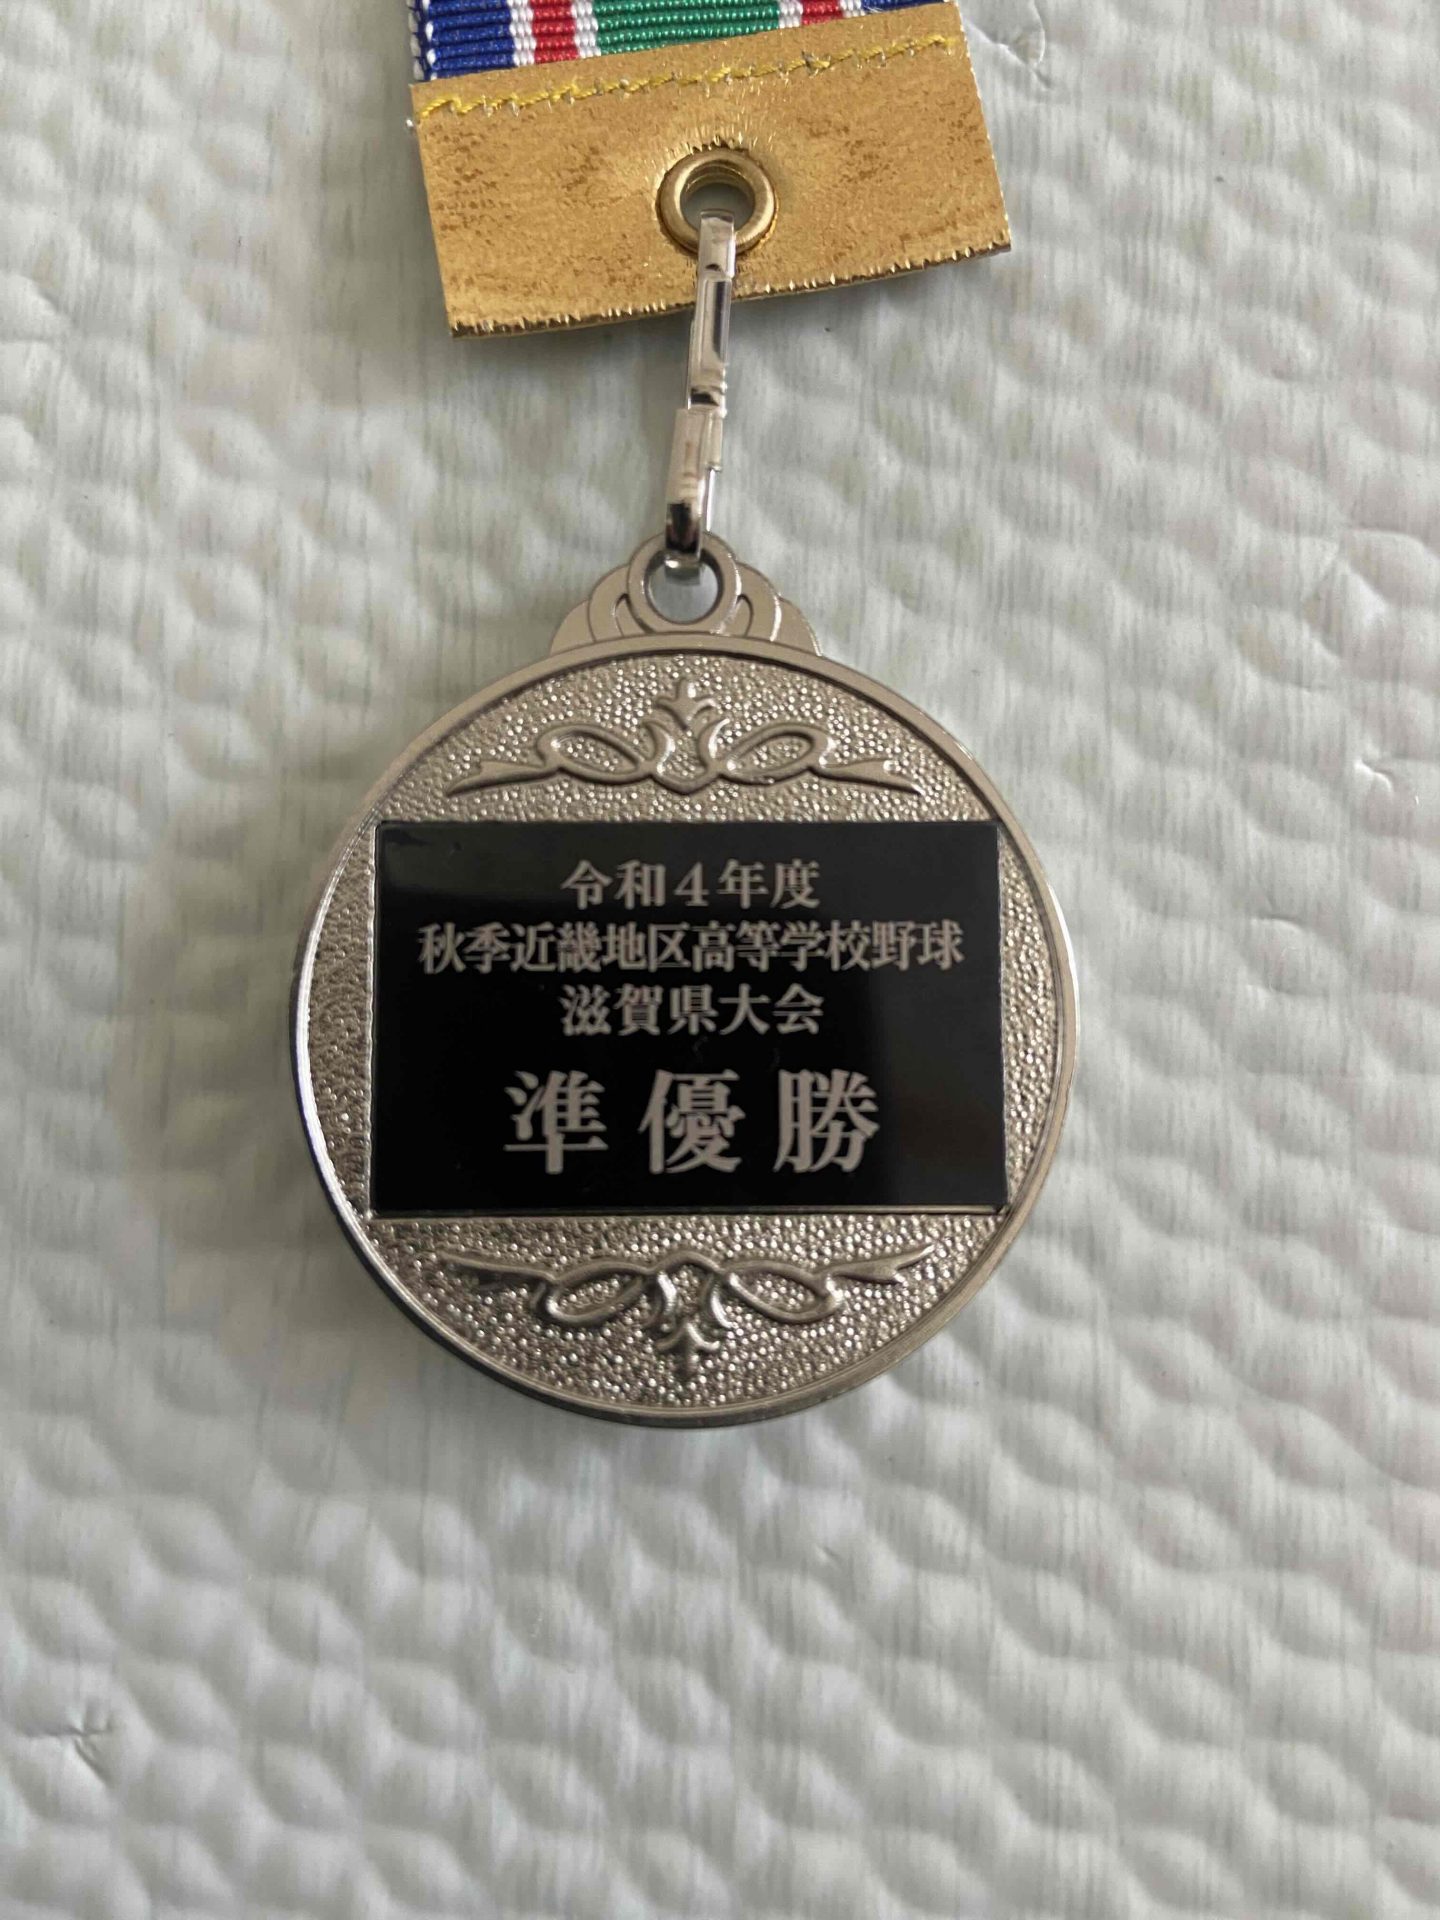 令和4年度
秋季近畿地区高等学校野球
滋賀県大会
準優勝